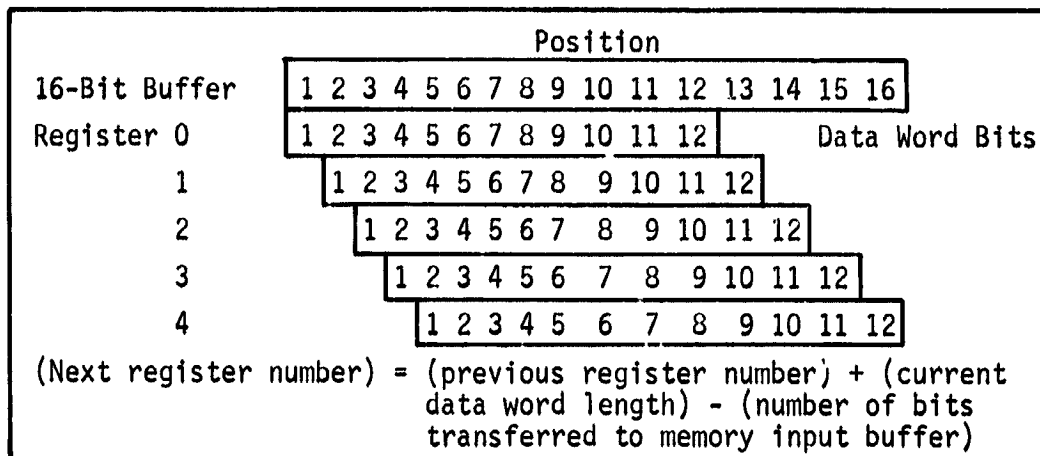 Position
16-Bit Buffer 1 2 3 4 5 6 7 8 9 10 11 12 13 14 15 16
Register 0 1 2 3 4 5 6 7 8 9 10 11 12 Data Word Bits
1 1 2 3 4 5 6 7 8 9 10 11 12
2 1 2 3 4 5 6 7 8 9 10 11 12
3 1 2 3 4 5 6 7 8 9 10 11 12
4 1 2 3 4 5 6 7 8 9 10 11 12
(Next register number) = (previous register number) + (current
data word length) - (number of bits
transferred to memory input buffer)